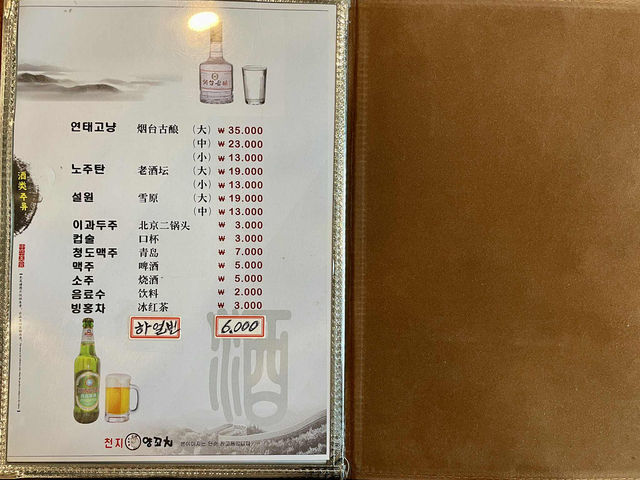 연태고냥 烟台古酿 (大) ₩ 35.000
(中) ₩ 23.000
(小) ₩ 13.000
노주탄 老酒坛 (大) ₩ 19.000
(小) ₩ 13.000
설원 雪原 (大) ₩ 19.000
(中) ₩ 13.000
이과두주 北京二锅头 ₩ 3.000
컵술 口杯 ₩ 3.000
청도맥주 青岛 ₩ 7.000
맥주 啤酒 ₩ 5.000
소주 烧酒 ₩ 5.000
음료수 饮料 ₩ 2.000
빙홍차 冰红茶 ₩ 3.000
하얼빈 6.000
酒类 주류
酒
천지 양꼬치